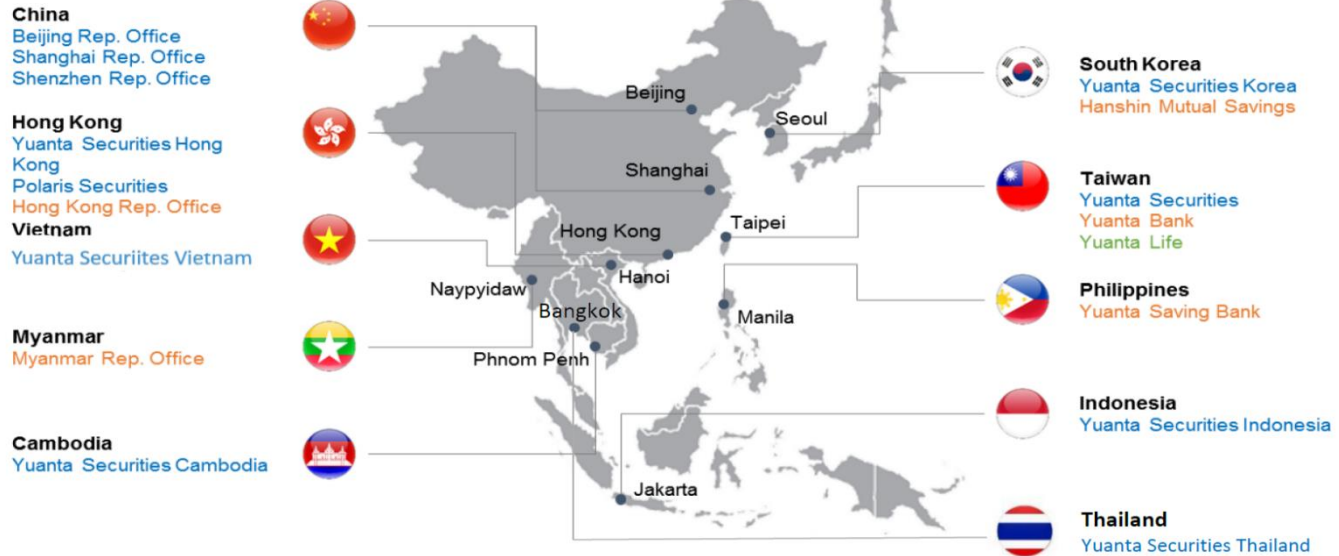 China
Beijing Rep. Office
Shanghai Rep. Office
Shenzhen Rep. Office
Hong Kong
Yuanta Securities Hong
Kong
Polaris Securities
Hong Kong Rep. Office
Vietnam
Yuanta Securiites Vietnam
Myanmar
Myanmar Rep. Office
Cambodia
Yuanta Securities Cambodia
Beijing
Seoul
Shanghai
Taipei
Hong Kong
Hanoi
Naypyidaw
Bangkok
Manila
Phnom Penh
Jakarta
South Korea
Yuanta Securities Korea
Hanshin Mutual Savings
Taiwan
Yuanta Securities
Yuanta Bank
Yuanta Life
Philippines
Yuanta Saving Bank
Indonesia
Yuanta Securities Indonesia
Thailand
Yuanta Securities Thailand